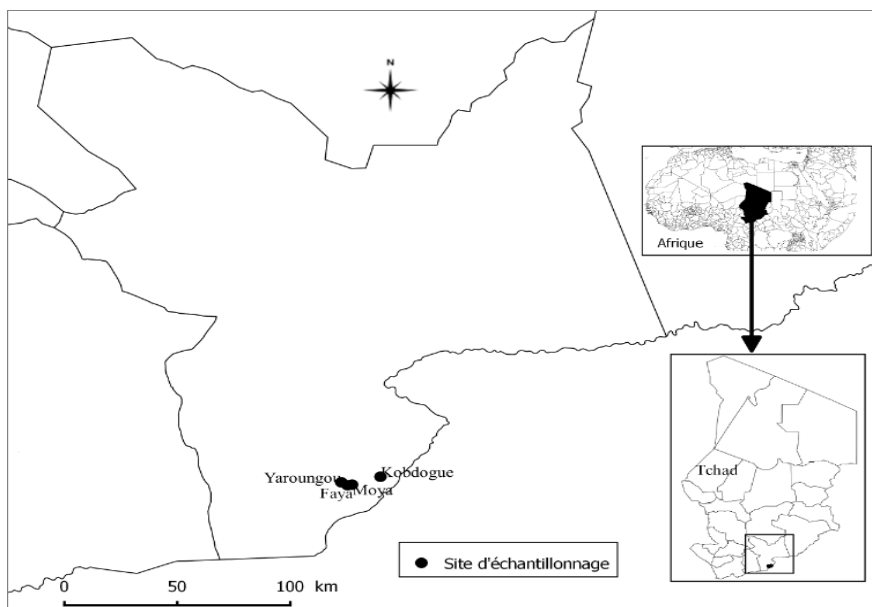 N
Afrique
Tchad
Yaroungou
Kobdogue
Faya
Moya
Site d'échantillonnage
0 50 100 km